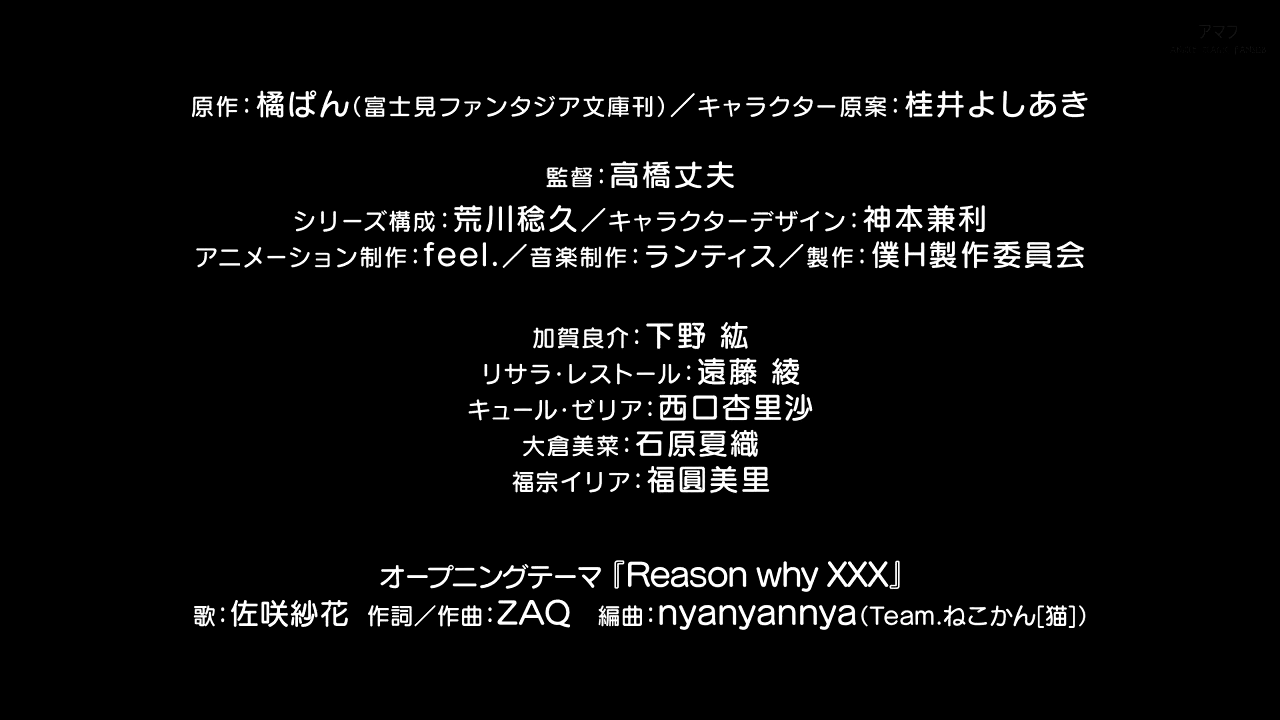 アマフ
原作：橘ぱん（富士見ファンタジア文庫刊）／キャラクター原案：桂井よしあき
監督：高橋丈夫
シリーズ構成：荒川稔久／キャラクターデザイン：神本兼利
アニメーション制作：feel.／音楽制作：ランティス／製作：僕H製作委員会
加賀良介：下野 紘
リサラ・レストール：遠藤 綾
キュール・ゼリア：西口杏里沙
大倉美菜：石原夏織
福宗イリア：福圓美里
オープニングテーマ『Reason why XXX』
歌：佐咲紗花 作詞／作曲：ZAQ 編曲：nyanyannya（Team.ねこかん[猫]）